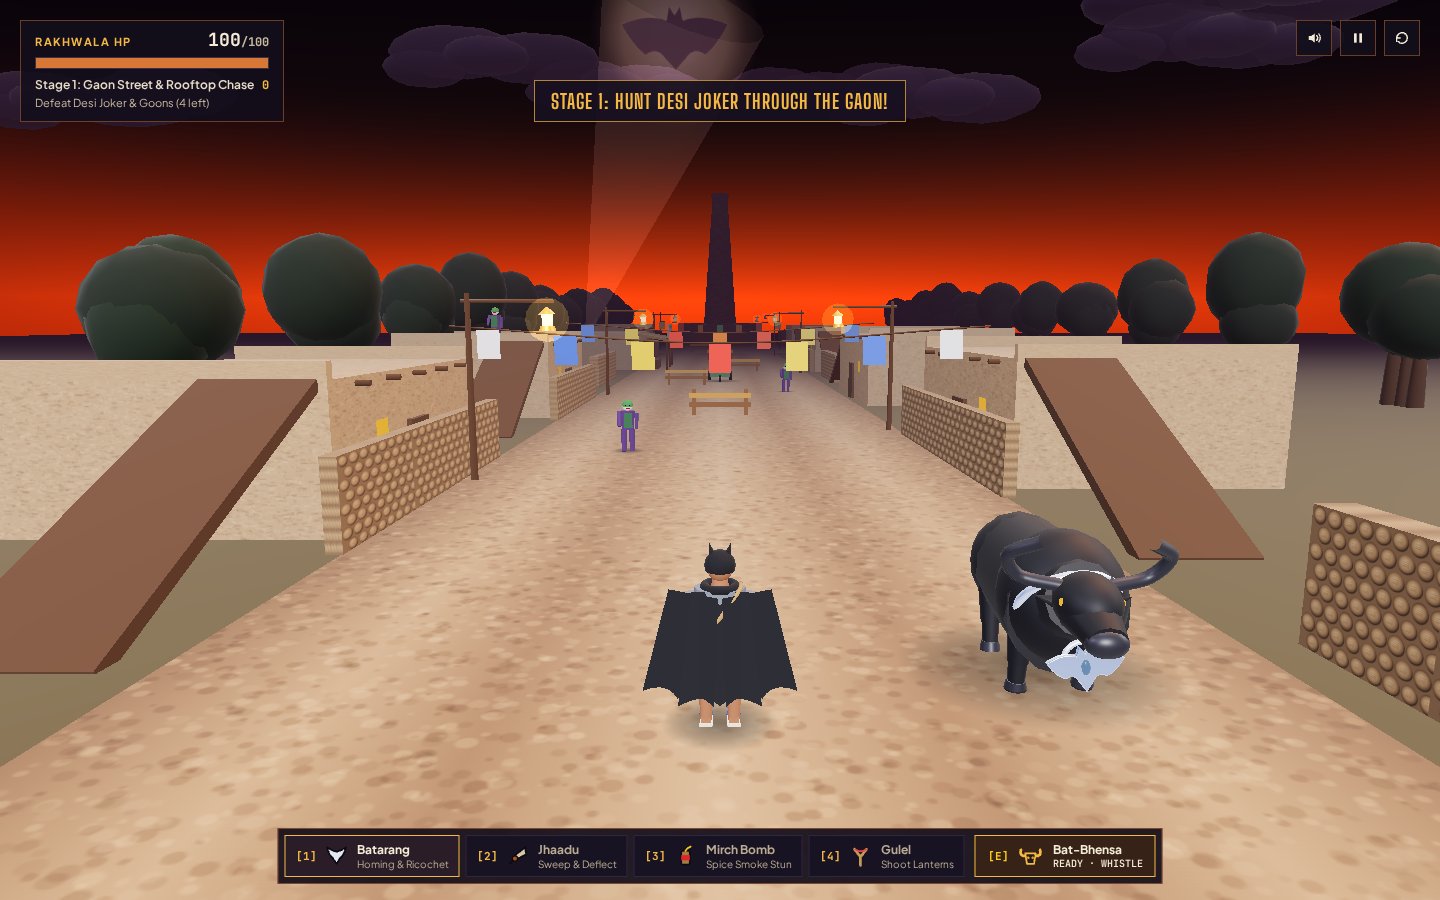 RAKHWALA HP 100/100
Stage 1: Gaon Street & Rooftop Chase 0
Defeat Desi Joker & Goons (4 left)
STAGE 1: HUNT DESI JOKER THROUGH THE GAON!
[1] Batarang
Homing & Ricochet
[2] Jhaadu
Sweep & Deflect
[3] Mirch Bomb
Spice Smoke Stun
[4] Gulel
Shoot Lanterns
[E] Bat-Bhensa
READY · WHISTLE